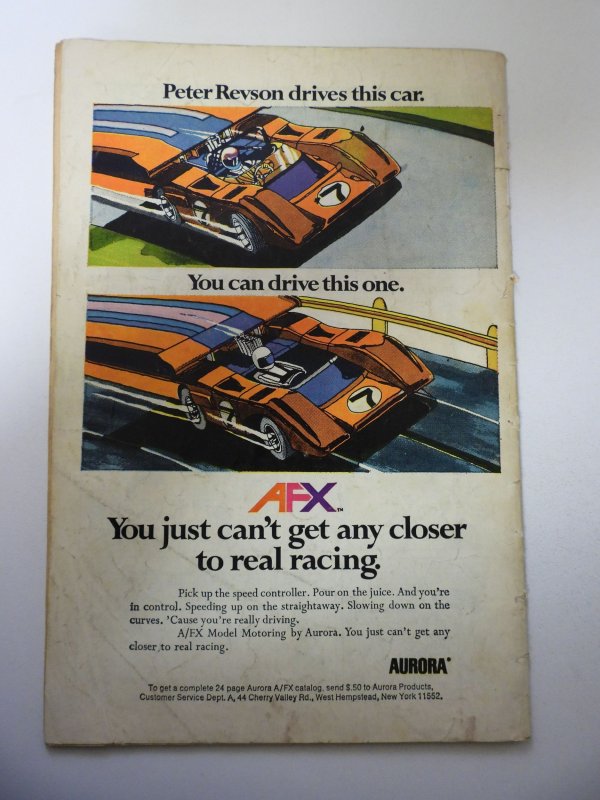 Peter Revson drives this car.
7
7
You can drive this one.
7
7
AFX™
You just can't get any closer
to real racing.
Pick up the speed controller. Pour on the juice. And you're
in control. Speeding up on the straightaway. Slowing down on the
curves. 'Cause you're really driving.
A/FX Model Motoring by Aurora. You just can't get any
closer to real racing.
AURORA®
To get a complete 24 page Aurora A/FX catalog, send $.50 to Aurora Products,
Customer Service Dept. A, 44 Cherry Valley Rd., West Hempstead, New York 11552.